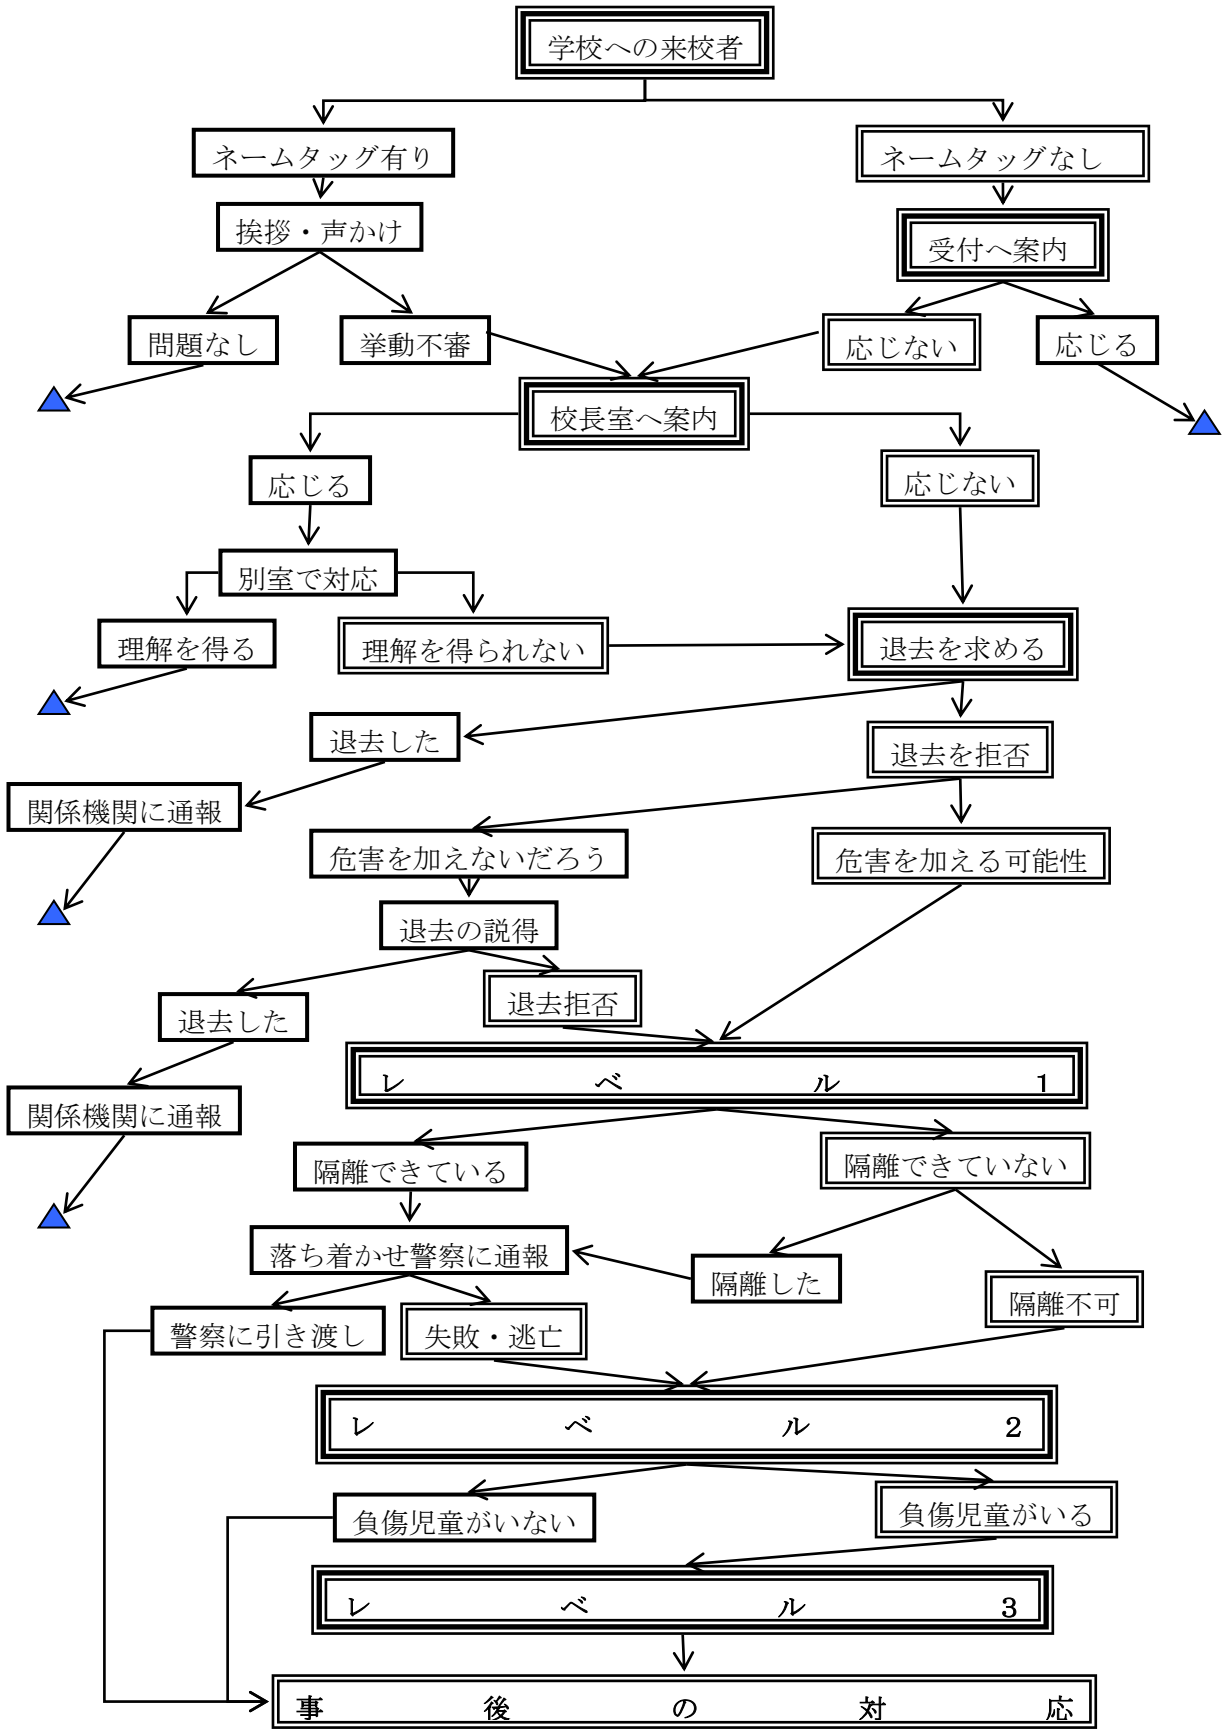 学校への来校者
ネームタッグ有り
ネームタッグなし
挨拶・声かけ
受付へ案内
問題なし
挙動不審
応じない
応じる
校長室へ案内
応じる
応じない
別室で対応
理解を得る
理解を得られない
退去を求める
退去した
退去を拒否
関係機関に通報
危害を加えないだろう
危害を加える可能性
退去の説得
退去した
退去拒否
レベル1
関係機関に通報
隔離できている
隔離できていない
落ち着かせ警察に通報
隔離した
隔離不可
警察に引き渡し
失敗・逃亡
レベル2
負傷児童がいない
負傷児童がいる
レベル3
事後の対応